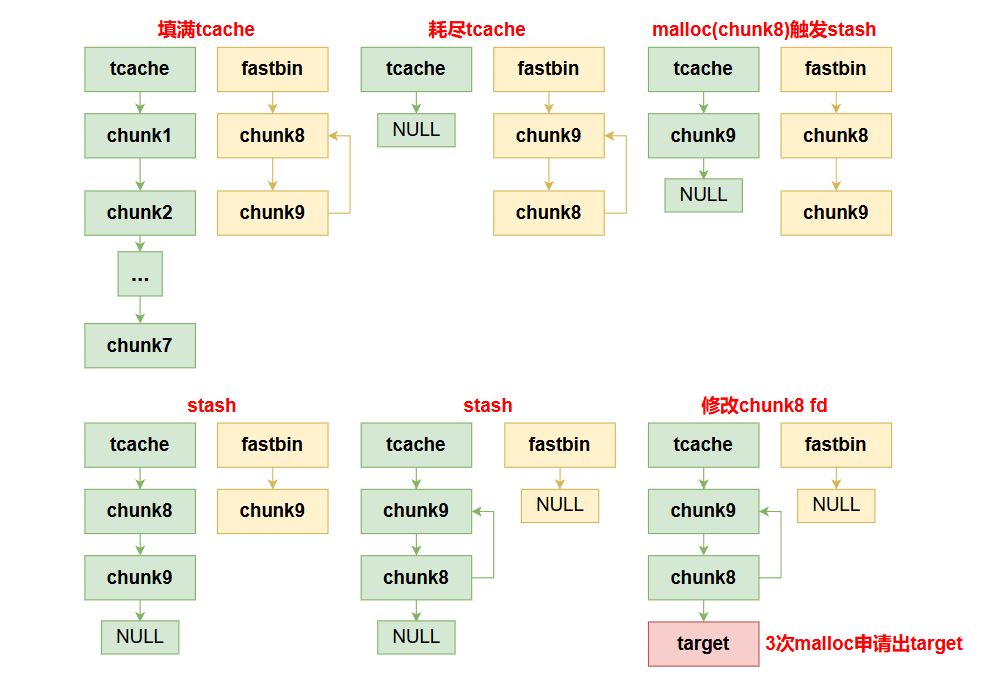 填满tcache
tcache
fastbin
chunk1
chunk8
chunk2
chunk9
...
chunk7
耗尽tcache
tcache
fastbin
NULL
chunk9
chunk8
malloc(chunk8)触发stash
tcache
fastbin
chunk9
chunk8
NULL
chunk9
stash
tcache
fastbin
chunk8
chunk9
chunk9
NULL
stash
tcache
fastbin
chunk9
NULL
chunk8
NULL
修改chunk8 fd
tcache
fastbin
chunk9
NULL
chunk8
target
3次malloc申请出target